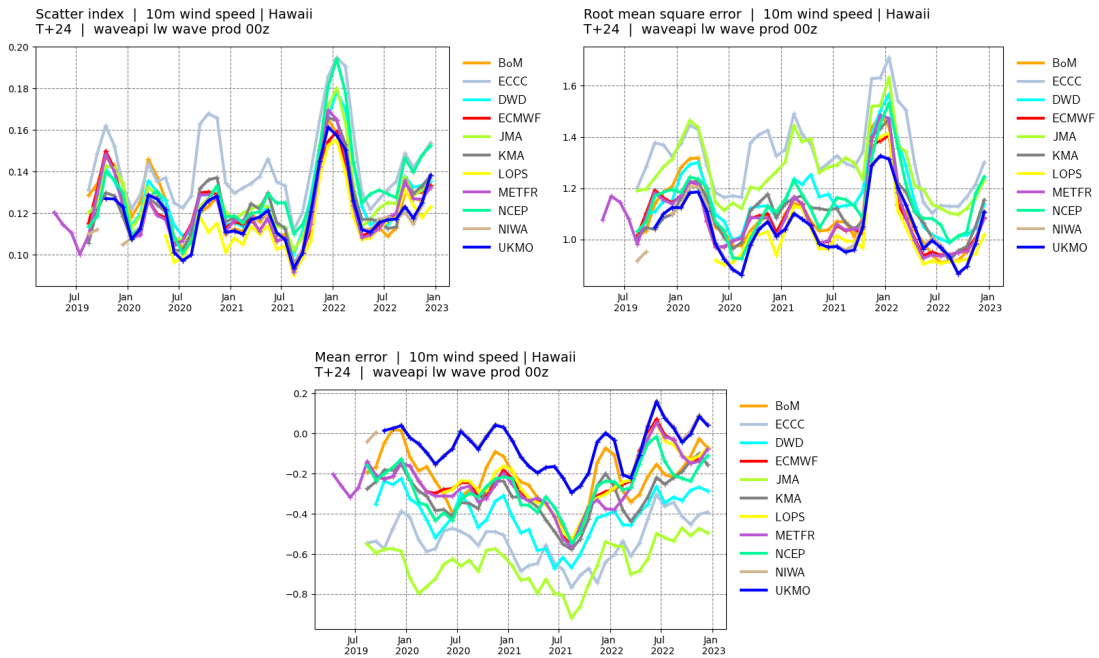 Scatter index | 10m wind speed | Hawaii
T+24 | waveapi lw wave prod 00z
0.20
0.18
0.16
0.14
0.12
0.10
Jul 2019
Jan 2020
Jul 2020
Jan 2021
Jul 2021
Jan 2022
Jul 2022
Jan 2023
BoM
ECCC
DWD
ECMWF
JMA
KMA
LOPS
METFR
NCEP
NIWA
UKMO
Root mean square error | 10m wind speed | Hawaii
T+24 | waveapi lw wave prod 00z
1.6
1.4
1.2
1.0
Jul 2019
Jan 2020
Jul 2020
Jan 2021
Jul 2021
Jan 2022
Jul 2022
Jan 2023
BoM
ECCC
DWD
ECMWF
JMA
KMA
LOPS
METFR
NCEP
NIWA
UKMO
Mean error | 10m wind speed | Hawaii
T+24 | waveapi lw wave prod 00z
0.2
0.0
−0.2
−0.4
−0.6
−0.8
Jul 2019
Jan 2020
Jul 2020
Jan 2021
Jul 2021
Jan 2022
Jul 2022
Jan 2023
BoM
ECCC
DWD
ECMWF
JMA
KMA
LOPS
METFR
NCEP
NIWA
UKMO